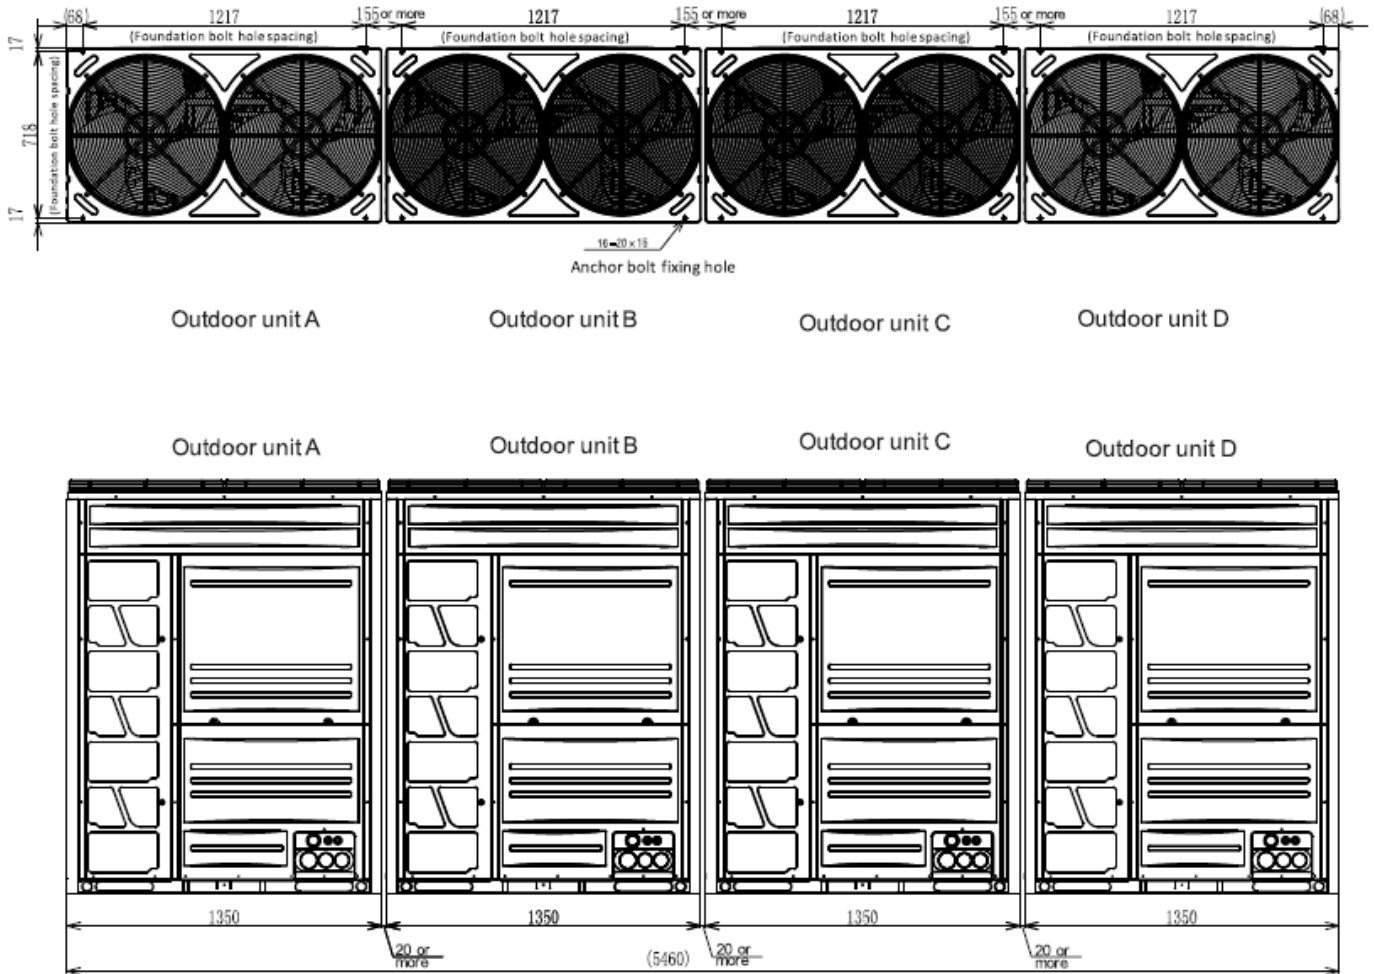 (68) 1217 155 or more 1217 155 or more 1217 155 or more 1217 (68)
(Foundation bolt hole spacing) (Foundation bolt hole spacing) (Foundation bolt hole spacing) (Foundation bolt hole spacing)
17
718
(Foundation bolt hole spacing)
17
16-20×15
Anchor bolt fixing hole
Outdoor unit A Outdoor unit B Outdoor unit C Outdoor unit D
Outdoor unit A Outdoor unit B Outdoor unit C Outdoor unit D
1350 1350 1350 1350
20 or more 20 or more 20 or more
(5460)